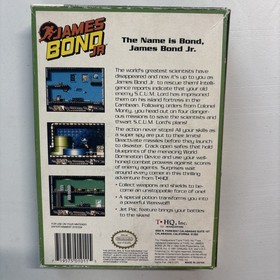 JAMES
BOND
JR
The Name is Bond,
James Bond Jr.
The world's greatest scientists have
disappeared and now it's up to you as
James Bond Jr. to rescue them! Intelli-
gence reports indicate that your old
enemy S.C.U.M. Lord has imprisoned
them on his island fortress in the
Caribbean. Following orders from Colonel
Monty, you head out on four danger-
ous missions to save the scientists and
thwart S.C.U.M. Lord's plans!
The action never stops! All your skills as
a super spy are put to the limits!
Deactivate missiles before they launch
to disaster. Crack open safes that hold
blueprints of the menacing World
Domination Device and use your well-
honed combat prowess against scores
of enemy agents. Surprises wait
around every corner in this thrilling
adventure from T•HQ!
• Collect weapons and shields to be-
come an unstoppable force of one!
• A special potion transforms you into
a powerful Werewolf!
• Jet Pac feature brings your battles
to the skies!
T•HQ, Inc.